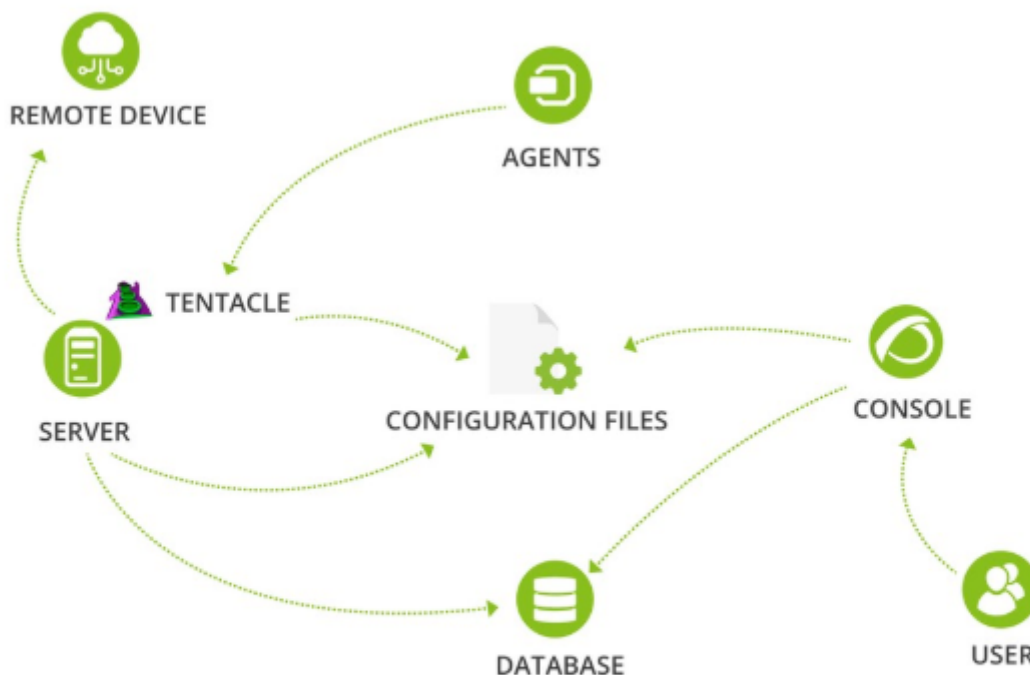 REMOTE DEVICE
AGENTS
TENTACLE
CONFIGURATION FILES
CONSOLE
SERVER
DATABASE
USER